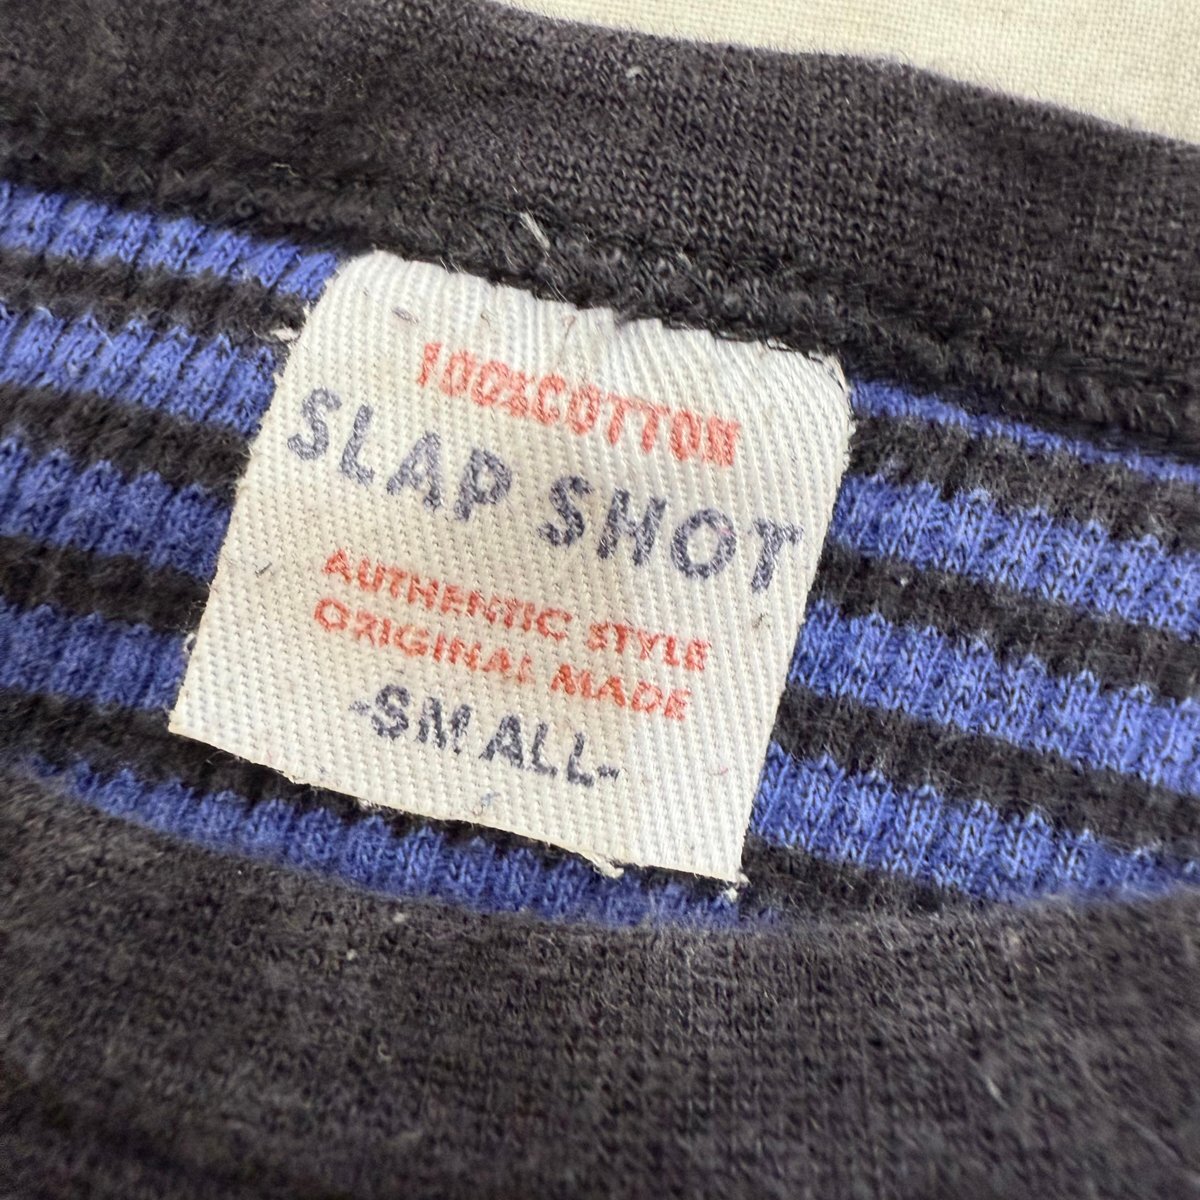 100%COTTON
SLAP SHOT
AUTHENTIC STYLE
ORIGINAL MADE
-SMALL-